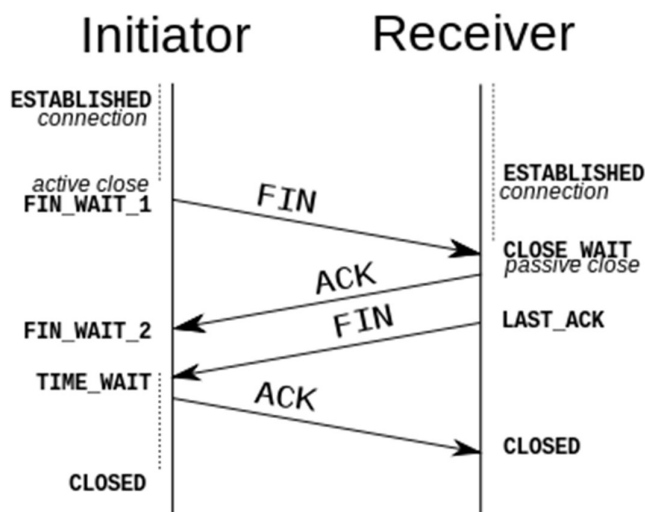 Initiator Receiver
ESTABLISHED
connection
ESTABLISHED
connection
active close
FIN_WAIT_1
FIN
CLOSE_WAIT
passive close
ACK
FIN_WAIT_2
FIN
LAST_ACK
TIME_WAIT
ACK
CLOSED
CLOSED